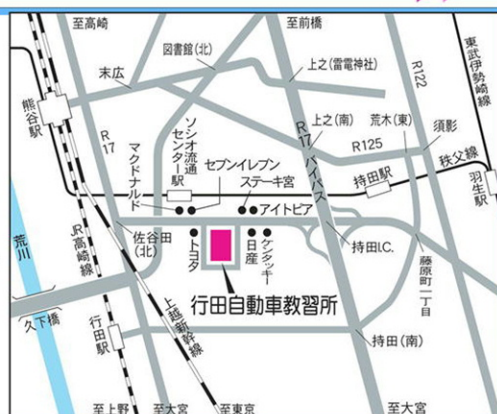 至高崎
至前橋
図書館(北)
末広
上之(雷電神社)
東武伊勢崎線
R122
熊谷駅
R17
マクドナルド
ソシオ流通センター駅
セブンイレブン
ステーキ宮
アイトピア
R17バイパス
上之(南)
荒木(東)
R125
須影
秩父線
羽生駅
持田駅
荒川
JR高崎線
佐谷田(北)
トヨタ
日産
ケンタッキー
持田I.C.
藤原町一丁目
行田自動車教習所
久下橋
行田駅
上越新幹線
持田(南)
至上野
至大宮
至東京
至大宮